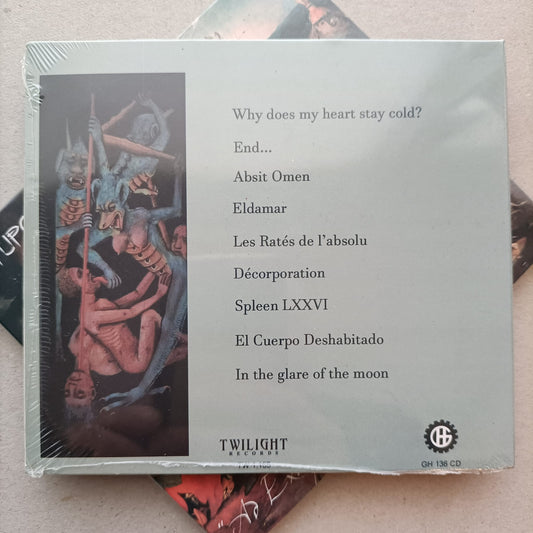 Why does my heart stay cold?
End...
Absit Omen
Eldamar
Les Ratés de l'absolu
Décorporation
Spleen LXXVI
El Cuerpo Deshabitado
In the glare of the moon
TWILIGHT
RECORDS
GH 136 CD